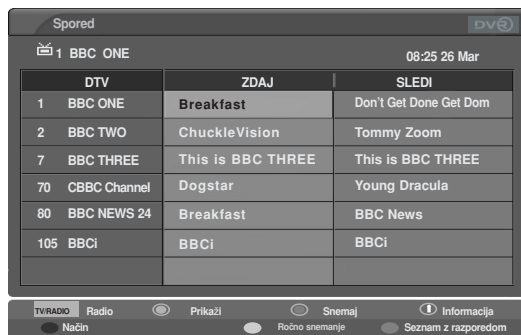 Spored DVR
1 BBC ONE 08:25 26 Mar
DTV ZDAJ SLEDI
1 BBC ONE Breakfast Don't Get Done Get Dom
2 BBC TWO ChuckleVision Tommy Zoom
7 BBC THREE This is BBC THREE This is BBC THREE
70 CBBC Channel Dogstar Young Dracula
80 BBC NEWS 24 Breakfast BBC News
105 BBCi BBCi BBCi
TV/RADIO Radio Prikaži Snemaj Informacija
Način Ročno snemanje Seznam z razporedom